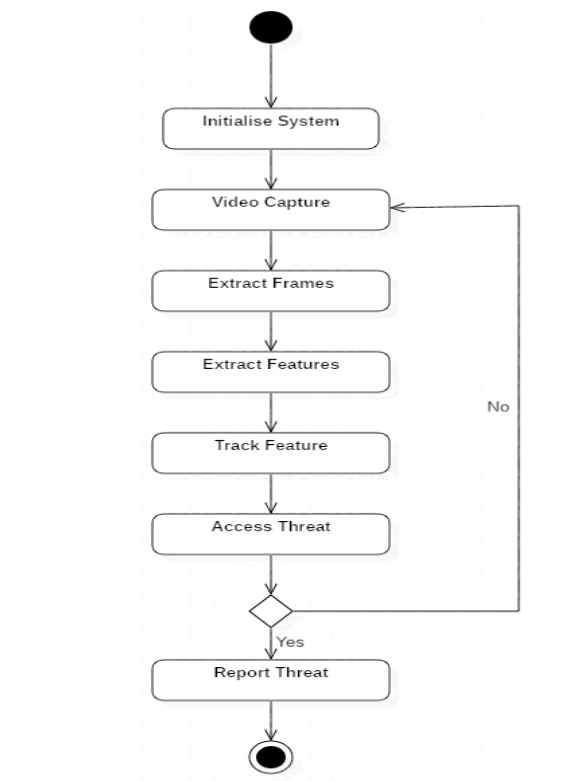 Initialise System
Video Capture
Extract Frames
Extract Features
No
Track Feature
Access Threat
Yes
Report Threat